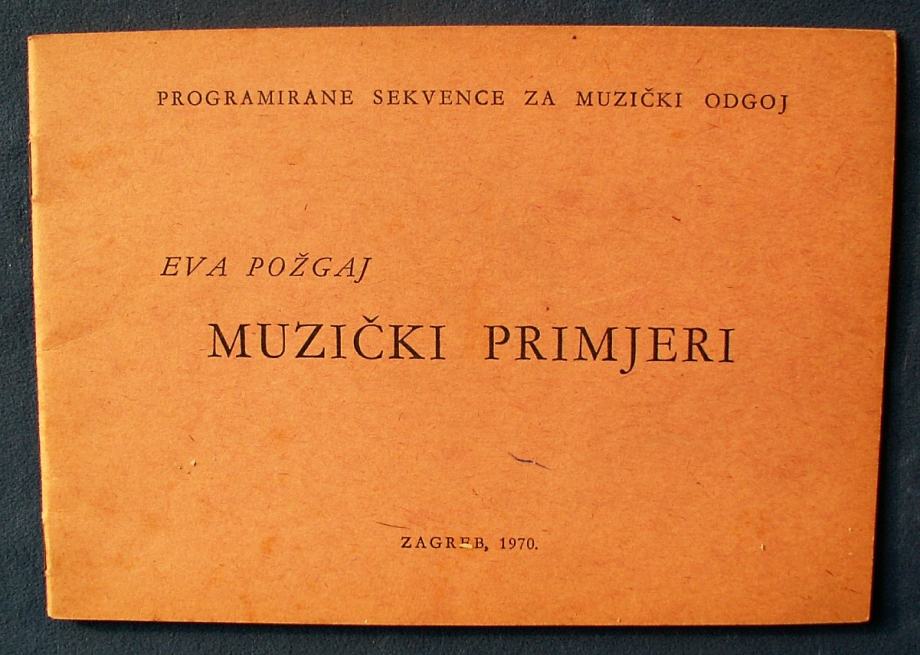 PROGRAMIRANE SEKVENCE ZA MUZIČKI ODGOJ
EVA POŽGAJ
MUZIČKI PRIMJERI
ZAGREB, 1970.